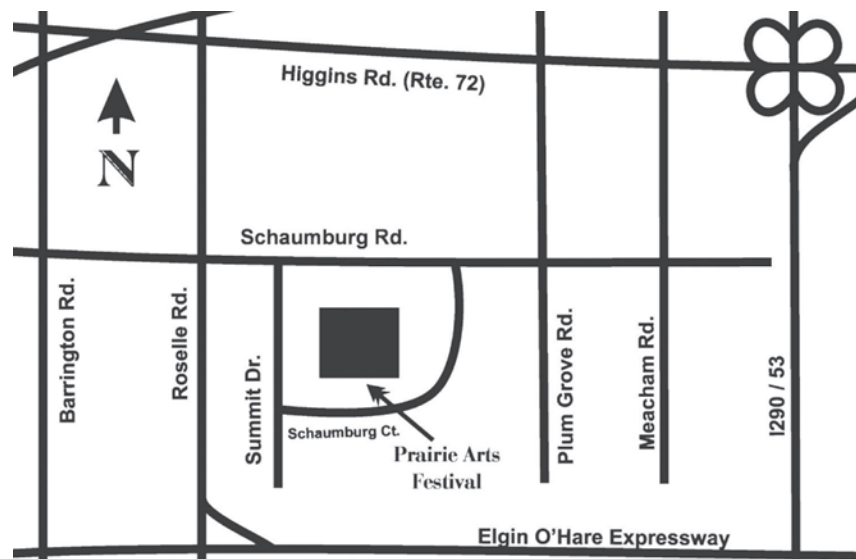 Higgins Rd. (Rte. 72)
N
Schaumburg Rd.
Barrington Rd.
Roselle Rd.
Summit Dr.
Plum Grove Rd.
Meacham Rd.
I290 / 53
Schaumburg Ct.
Prairie Arts
Festival
Elgin O'Hare Expressway